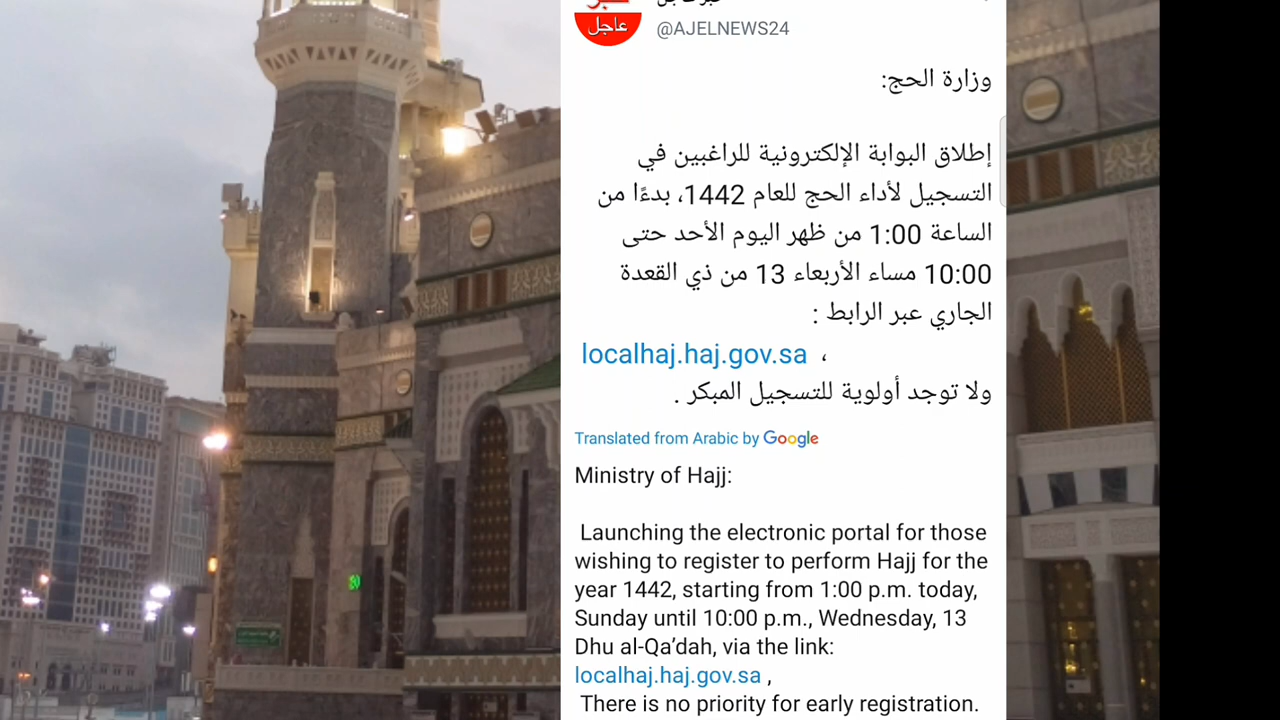 عاجل
@AJELNEWS24
وزارة الحج:
إطلاق البوابة الإلكترونية للراغبين في
التسجيل لأداء الحج للعام 1442، بدءًا من
الساعة 1:00 من ظهر اليوم الأحد حتى
10:00 مساء الأربعاء 13 من ذي القعدة
الجاري عبر الرابط :
localhaj.haj.gov.sa ،
ولا توجد أولوية للتسجيل المبكر .
Translated from Arabic by Google
Ministry of Hajj:
Launching the electronic portal for those
wishing to register to perform Hajj for the
year 1442, starting from 1:00 p.m. today,
Sunday until 10:00 p.m., Wednesday, 13
Dhu al-Qa’dah, via the link:
localhaj.haj.gov.sa ,
There is no priority for early registration.